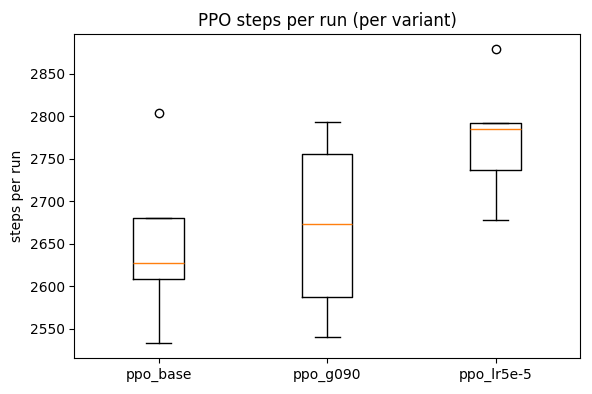 PPO steps per run (per variant)
steps per run
2850
2800
2750
2700
2650
2600
2550
ppo_base
ppo_g090
ppo_lr5e-5